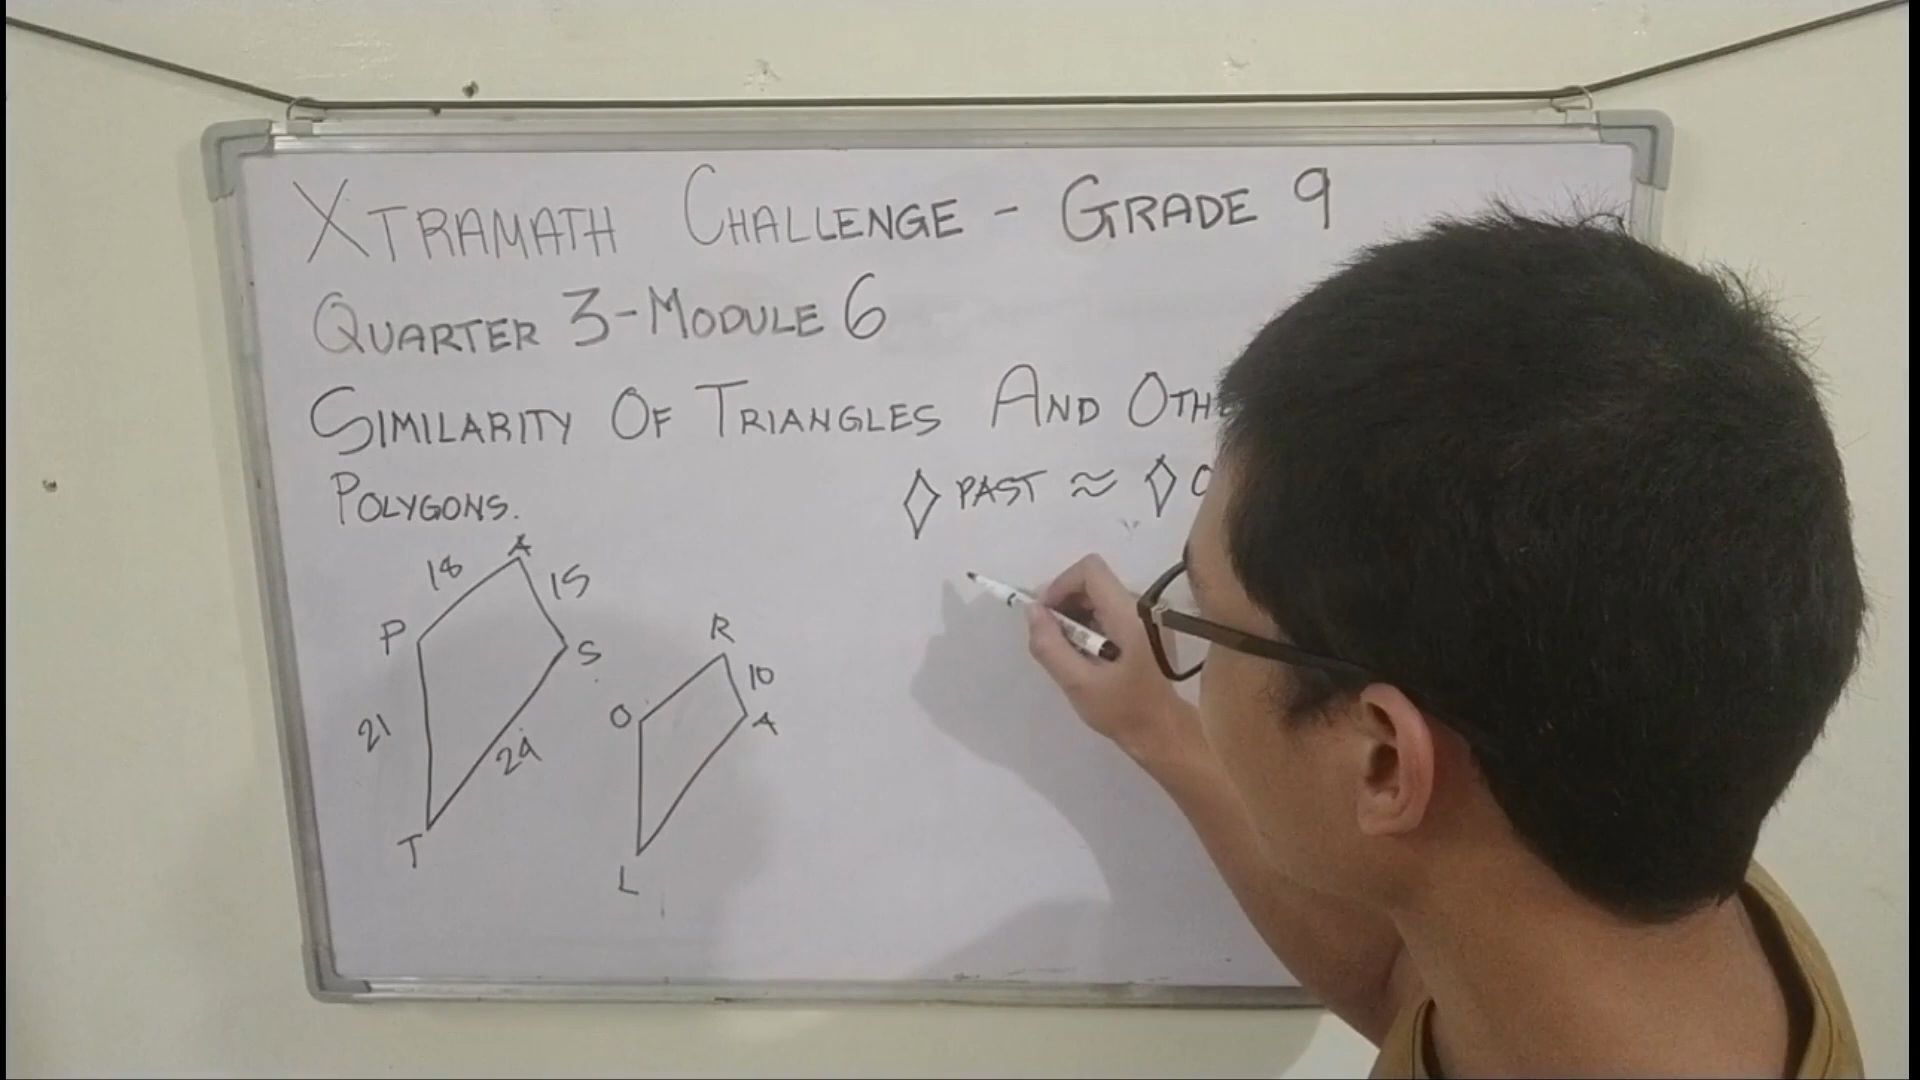 XTRAMATH CHALLENGE - GRADE 9
QUARTER 3-MODULE 6
SIMILARITY OF TRIANGLES AND
POLYGONS.
◊ PAST ≈ ◊
A
18
15
P
S
21
24
T
R
10
O
A
L